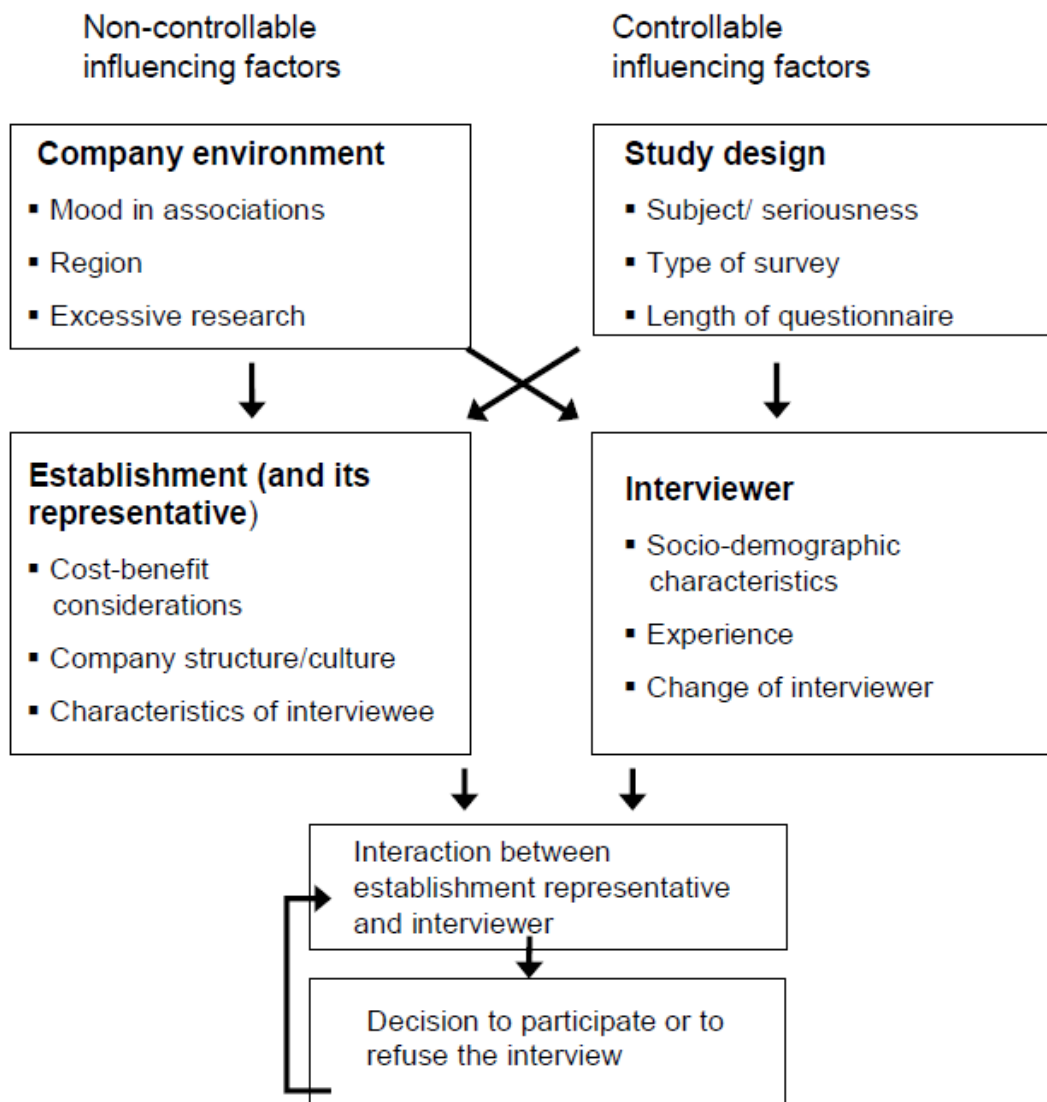 Non-controllable
influencing factors
Controllable
influencing factors
Company environment
▪ Mood in associations
▪ Region
▪ Excessive research
Study design
▪ Subject/ seriousness
▪ Type of survey
▪ Length of questionnaire
Establishment (and its
representative)
▪ Cost-benefit
considerations
▪ Company structure/culture
▪ Characteristics of interviewee
Interviewer
▪ Socio-demographic
characteristics
▪ Experience
▪ Change of interviewer
Interaction between
establishment representative
and interviewer
Decision to participate or to
refuse the interview